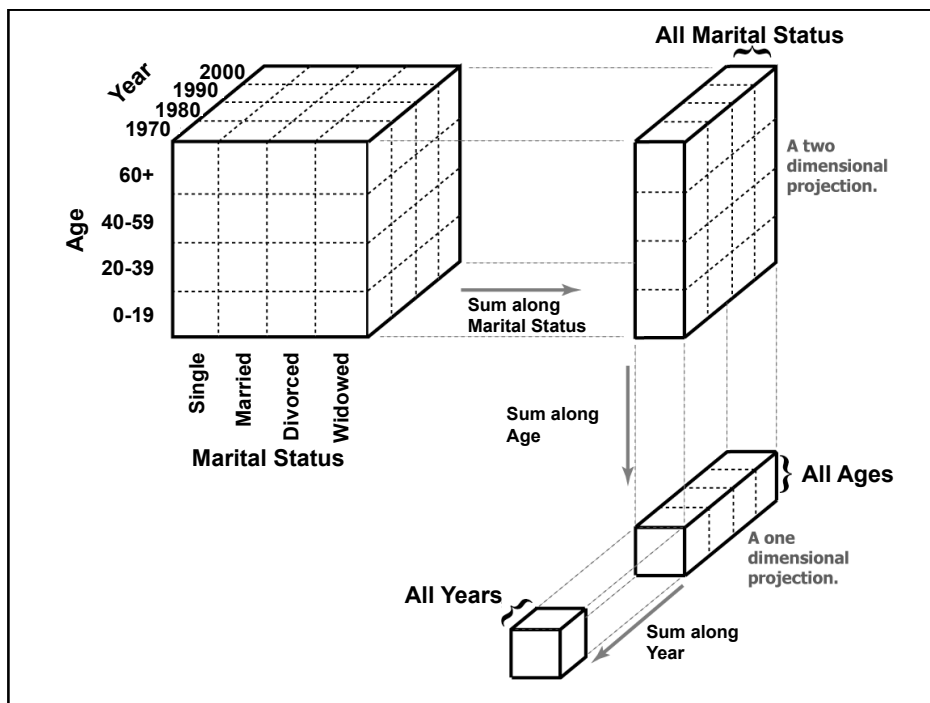 All Marital Status
Year
2000
1990
1980
1970
Age
60+
40-59
20-39
0-19
Single
Married
Divorced
Widowed
Marital Status
Sum along
Marital Status
A two
dimensional
projection.
Sum along
Age
All Ages
A one
dimensional
projection.
All Years
Sum along
Year